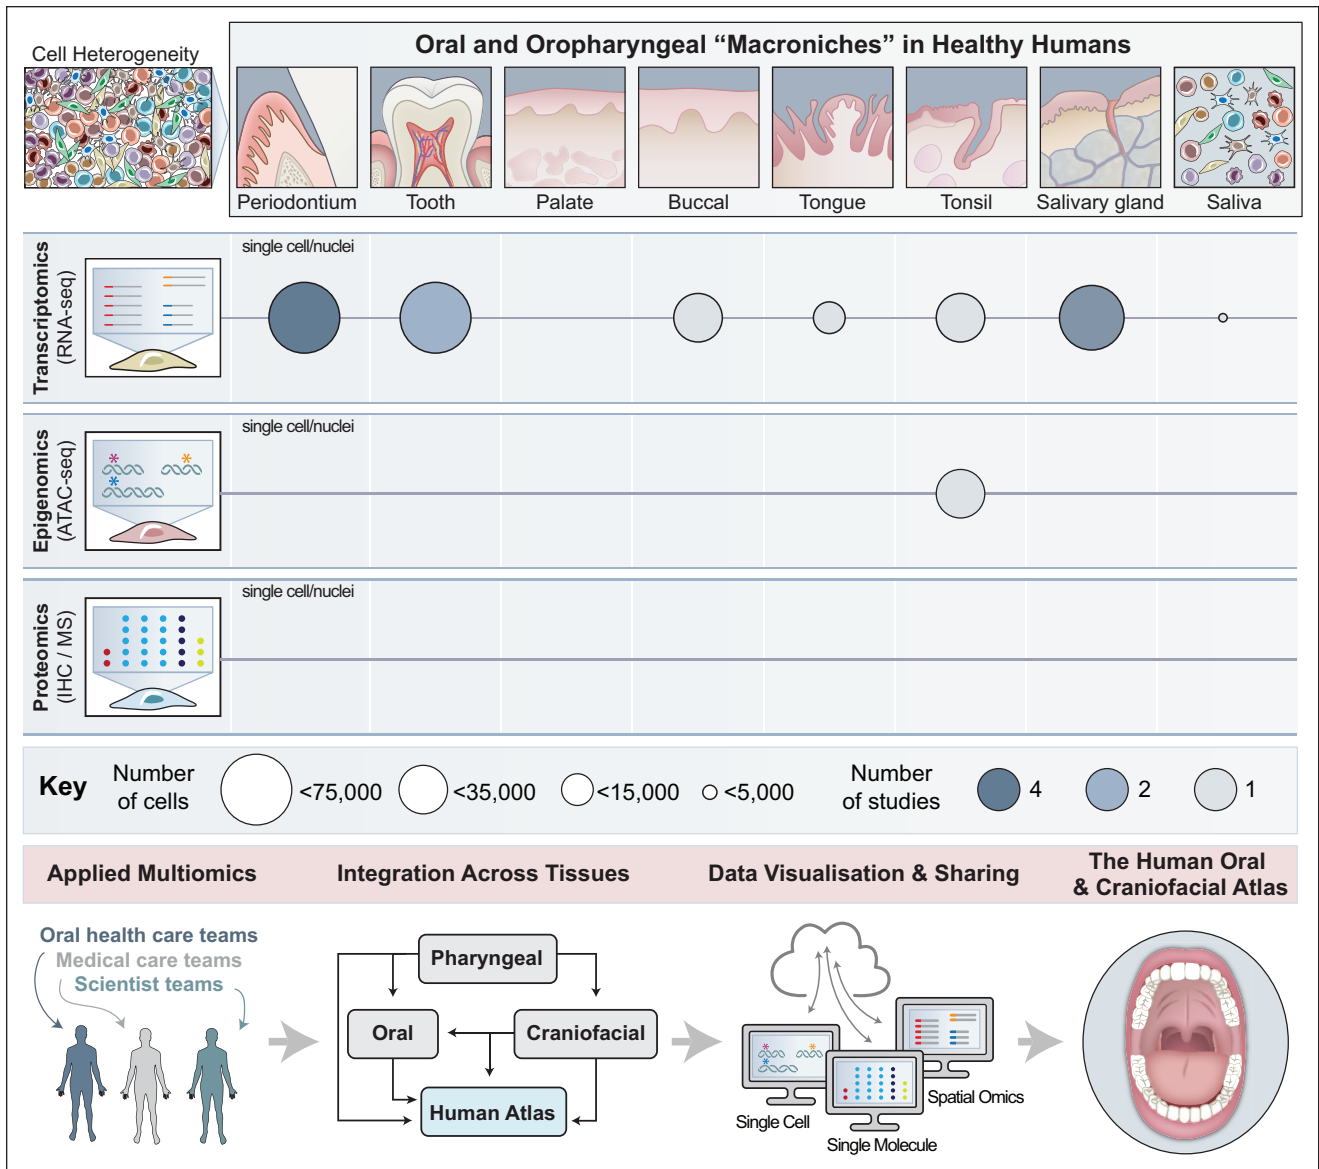 Cell Heterogeneity
Oral and Oropharyngeal “Macroniches” in Healthy Humans
Periodontium
Tooth
Palate
Buccal
Tongue
Tonsil
Salivary gland
Saliva
Transcriptomics
(RNA-seq)
single cell/nuclei
Epigenomics
(ATAC-seq)
single cell/nuclei
Proteomics
(IHC / MS)
single cell/nuclei
Key
Number
of cells
<75,000
<35,000
<15,000
<5,000
Number
of studies
4
2
1
Applied Multiomics
Integration Across Tissues
Data Visualisation & Sharing
The Human Oral
& Craniofacial Atlas
Oral health care teams
Medical care teams
Scientist teams
Pharyngeal
Oral
Craniofacial
Human Atlas
Single Cell
Single Molecule
Spatial Omics